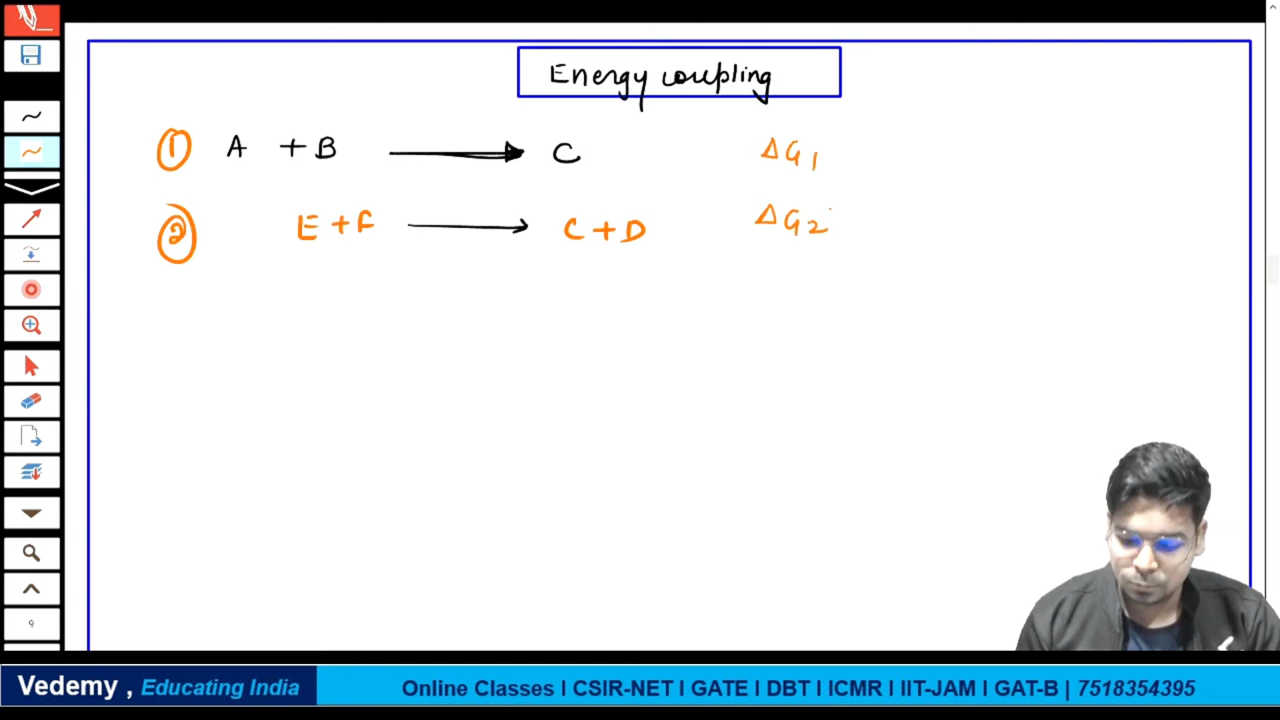 Energy coupling
① A + B → C ΔG1
② E + F → C + D ΔG2
Vedemy , Educating India
Online Classes I CSIR-NET I GATE I DBT I ICMR I IIT-JAM I GAT-B | 7518354395